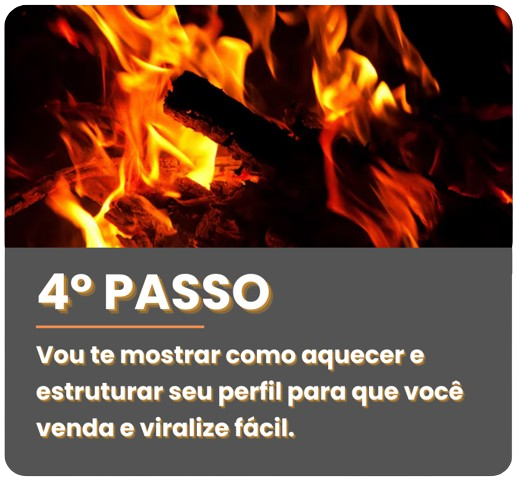 4º PASSO
Vou te mostrar como aquecer e
estruturar seu perfil para que você
venda e viralize fácil.